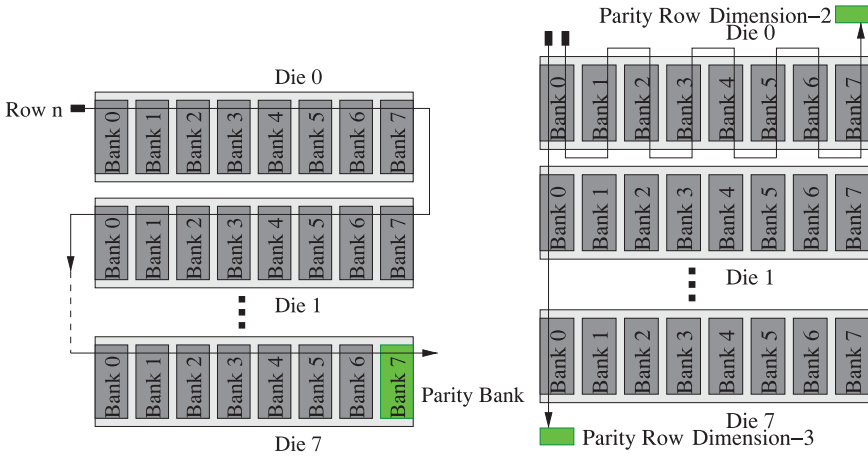 Die 0
Row n
Bank 0 Bank 1 Bank 2 Bank 3 Bank 4 Bank 5 Bank 6 Bank 7
Bank 0 Bank 1 Bank 2 Bank 3 Bank 4 Bank 5 Bank 6 Bank 7
Die 1
Bank 0 Bank 1 Bank 2 Bank 3 Bank 4 Bank 5 Bank 6 Bank 7
Parity Bank
Die 7
Parity Row Dimension−2
Die 0
Bank 0 Bank 1 Bank 2 Bank 3 Bank 4 Bank 5 Bank 6 Bank 7
Bank 0 Bank 1 Bank 2 Bank 3 Bank 4 Bank 5 Bank 6 Bank 7
Die 1
Bank 0 Bank 1 Bank 2 Bank 3 Bank 4 Bank 5 Bank 6 Bank 7
Die 7
Parity Row Dimension−3